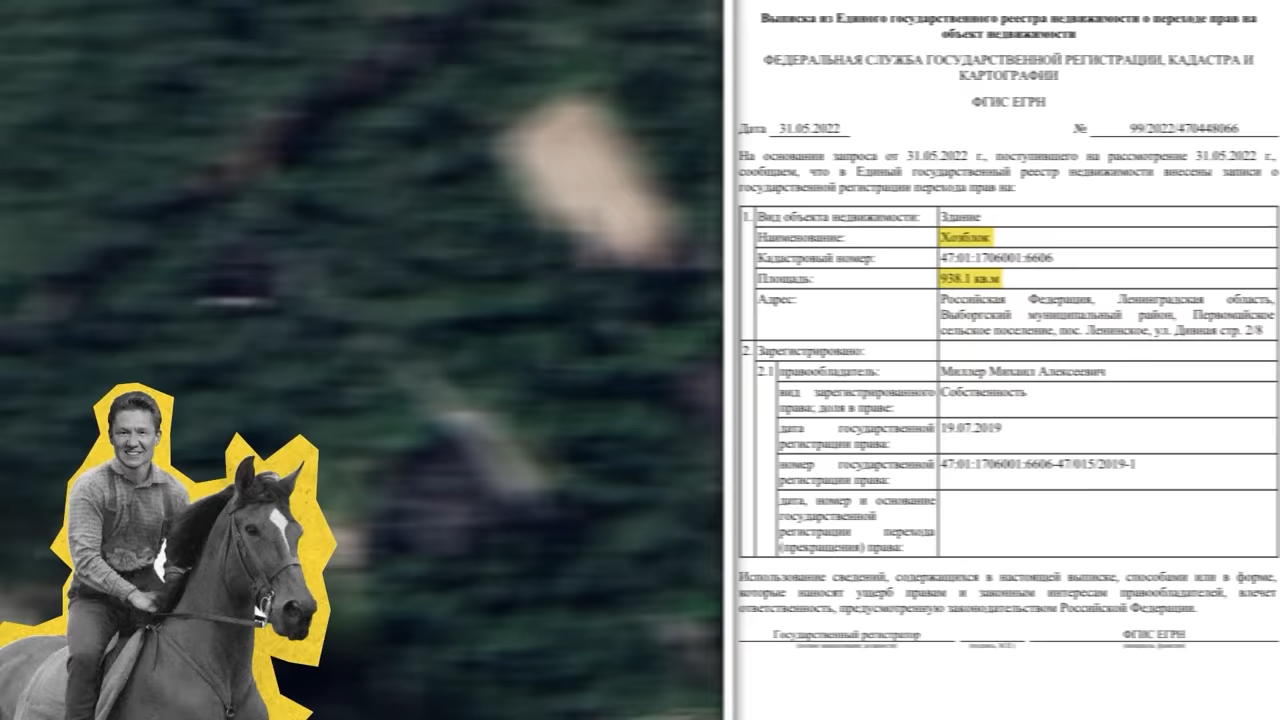 Выписка из Единого государственного реестра недвижимости о переходе прав на
объект недвижимости
ФЕДЕРАЛЬНАЯ СЛУЖБА ГОСУДАРСТВЕННОЙ РЕГИСТРАЦИИ, КАДАСТРА И
КАРТОГРАФИИ
ФГИС ЕГРН
Дата 31.05.2022 № 99/2022/470448066
На основании запроса от 31.05.2022 г., поступившего на рассмотрение 31.05.2022 г.,
сообщаем, что в Единый государственный реестр недвижимости внесены записи о
государственной регистрации перехода прав на:
1. Вид объекта недвижимости: Здание
Наименование: Хозблок
Кадастровый номер: 47:01:1706001:6606
Площадь: 938.1 кв.м
Адрес: Российская Федерация, Ленинградская область,
Выборгский муниципальный район, Первомайское
сельское поселение, пос. Ленинское, ул. Дивная стр. 2/8
2. Зарегистрировано:
2.1 правообладатель: Миллер Михаил Алексеевич
вид зарегистрированного Собственность
права; доля в праве:
дата государственной 19.07.2019
регистрации права:
номер государственной 47:01:1706001:6606-47/015/2019-1
регистрации права:
дата, номер и основание
государственной
регистрации перехода
(прекращения) права:
Использование сведений, содержащихся в настоящей выписке, способами или в форме,
которые наносят ущерб правам и законным интересам правообладателей, влечет
ответственность, предусмотренную законодательством Российской Федерации.
Государственный регистратор ФГИС ЕГРН